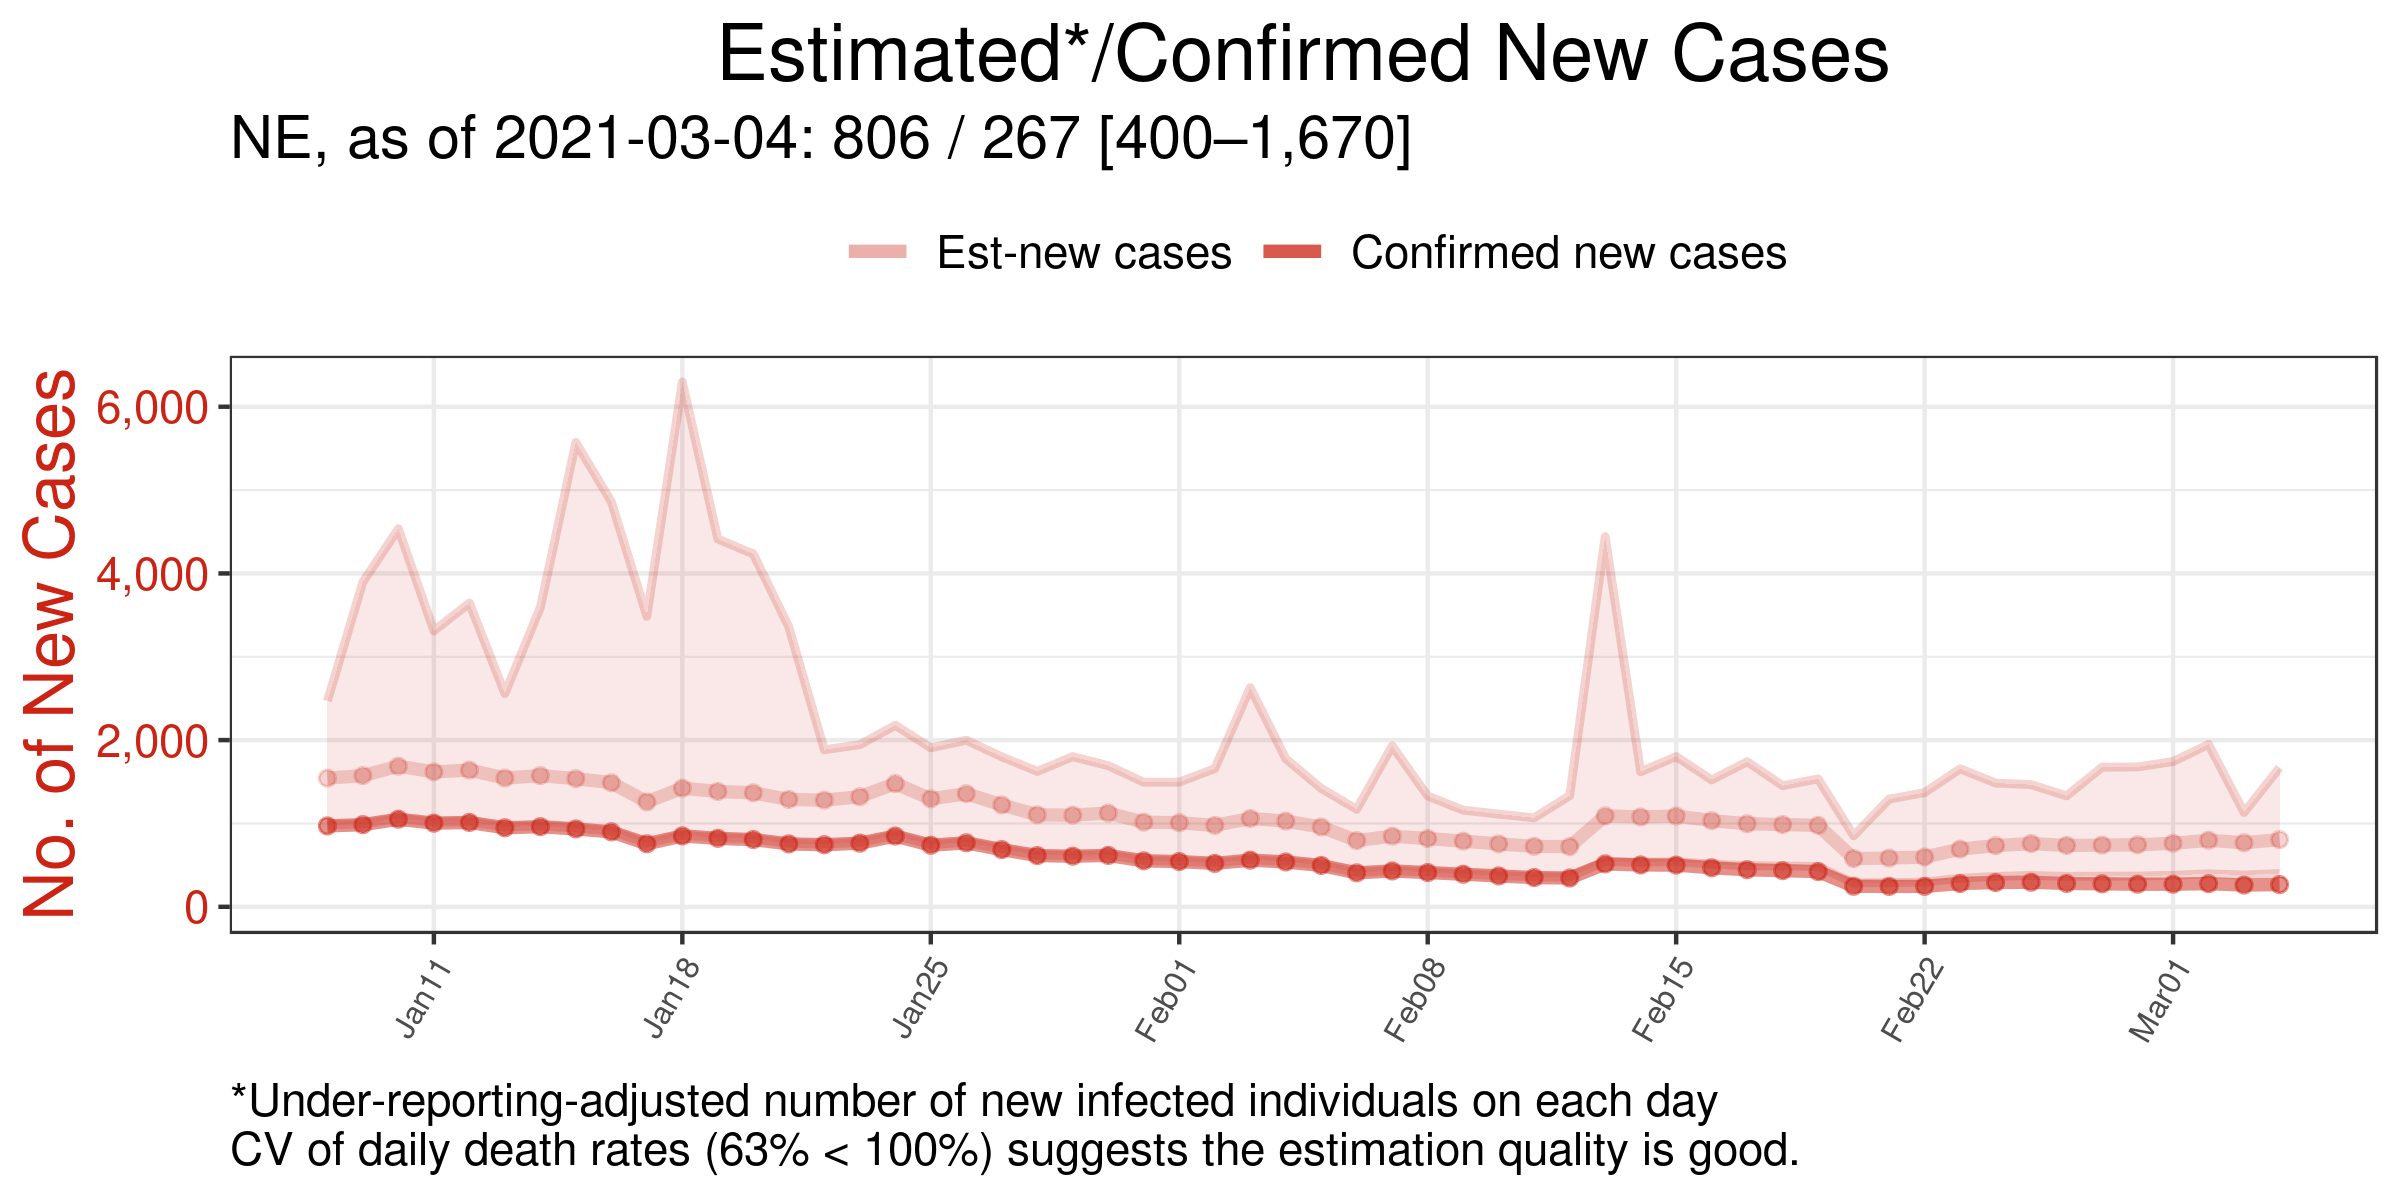 Estimated*/Confirmed New Cases
NE, as of 2021-03-04: 806 / 267 [400–1,670]
Est-new cases
Confirmed new cases
No. of New Cases
6,000
4,000
2,000
0
Jan11
Jan18
Jan25
Feb01
Feb08
Feb15
Feb22
Mar01
*Under-reporting-adjusted number of new infected individuals on each day
CV of daily death rates (63% < 100%) suggests the estimation quality is good.